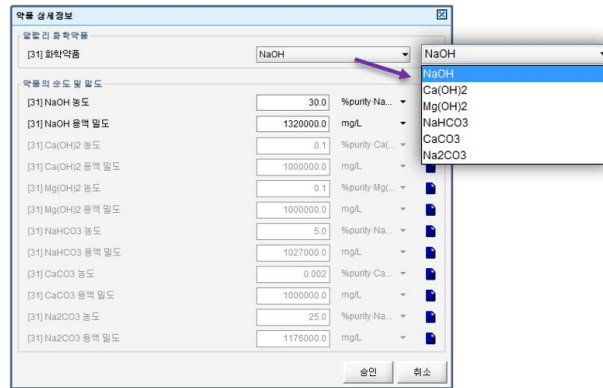 약품 상세정보
알칼리 화학약품
[31] 화학약품 NaOH
약품의 순도 및 밀도
[31] NaOH 농도 30.0 %purity Na...
[31] NaOH 용액 밀도 1320000.0 mg/L
[31] Ca(OH)2 농도 0.1 %purity Ca(...
[31] Ca(OH)2 용액 밀도 1000000.0 mg/L
[31] Mg(OH)2 농도 0.1 %purity Mg(...
[31] Mg(OH)2 용액 밀도 1000000.0 mg/L
[31] NaHCO3 농도 5.0 %purity Na...
[31] NaHCO3 용액 밀도 1027000.0 mg/L
[31] CaCO3 농도 0.002 %purity Ca...
[31] CaCO3 용액 밀도 1000000.0 mg/L
[31] Na2CO3 농도 25.0 %purity Na...
[31] Na2CO3 용액 밀도 1176000.0 mg/L
승인 취소
NaOH
NaOH
Ca(OH)2
Mg(OH)2
NaHCO3
CaCO3
Na2CO3